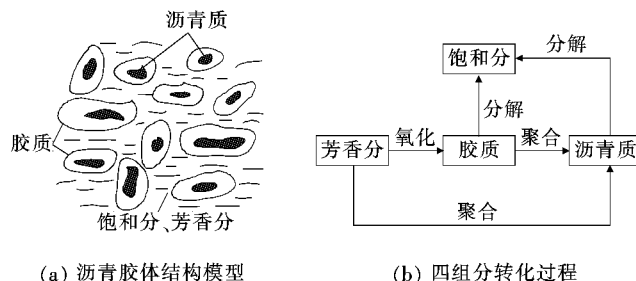 沥青质
胶质
饱和分、芳香分
(a) 沥青胶体结构模型
饱和分
分解
分解
芳香分
氧化
胶质
聚合
沥青质
聚合
(b) 四组分转化过程